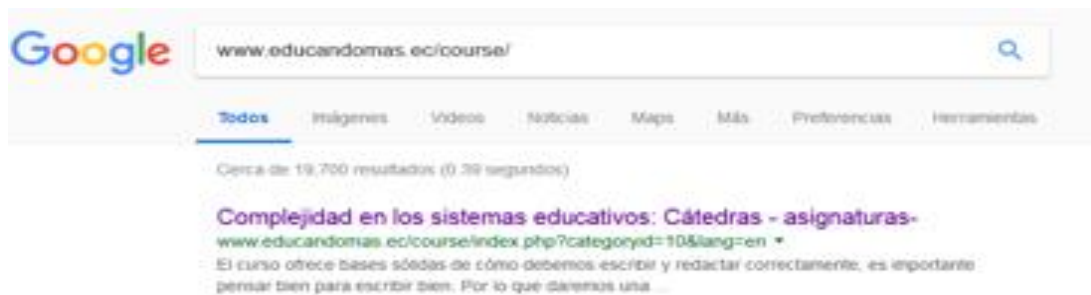 Google
www.educandomas.ec/course/
Todos Imágenes Videos Noticias Maps Más Preferencias Herramientas
Cerca de 19.700 resultados (0.39 segundos)
Complejidad en los sistemas educativos: Cátedras - asignaturas-
www.educandomas.ec/course/index.php?categoryid=10&lang=en
El curso ofrece bases sólidas de cómo debemos escribir y redactar correctamente, es importante
pensar bien para escribir bien. Por lo que daremos una ...